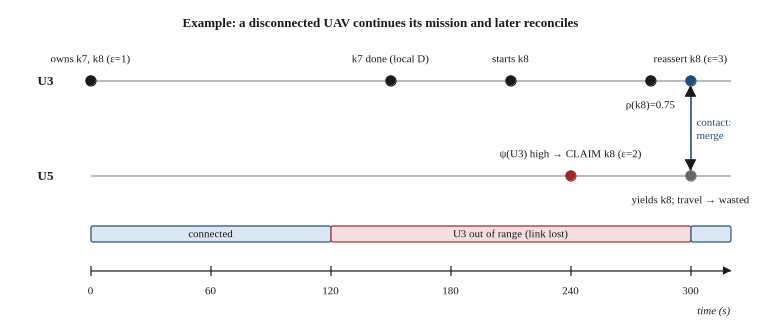 Example: a disconnected UAV continues its mission and later reconciles
owns k7, k8 (ε=1)
k7 done (local D)
starts k8
reassert k8 (ε=3)
U3
ρ(k8)=0.75
contact:
merge
ψ(U3) high → CLAIM k8 (ε=2)
U5
yields k8; travel → wasted
connected
U3 out of range (link lost)
0
60
120
180
240
300
time (s)